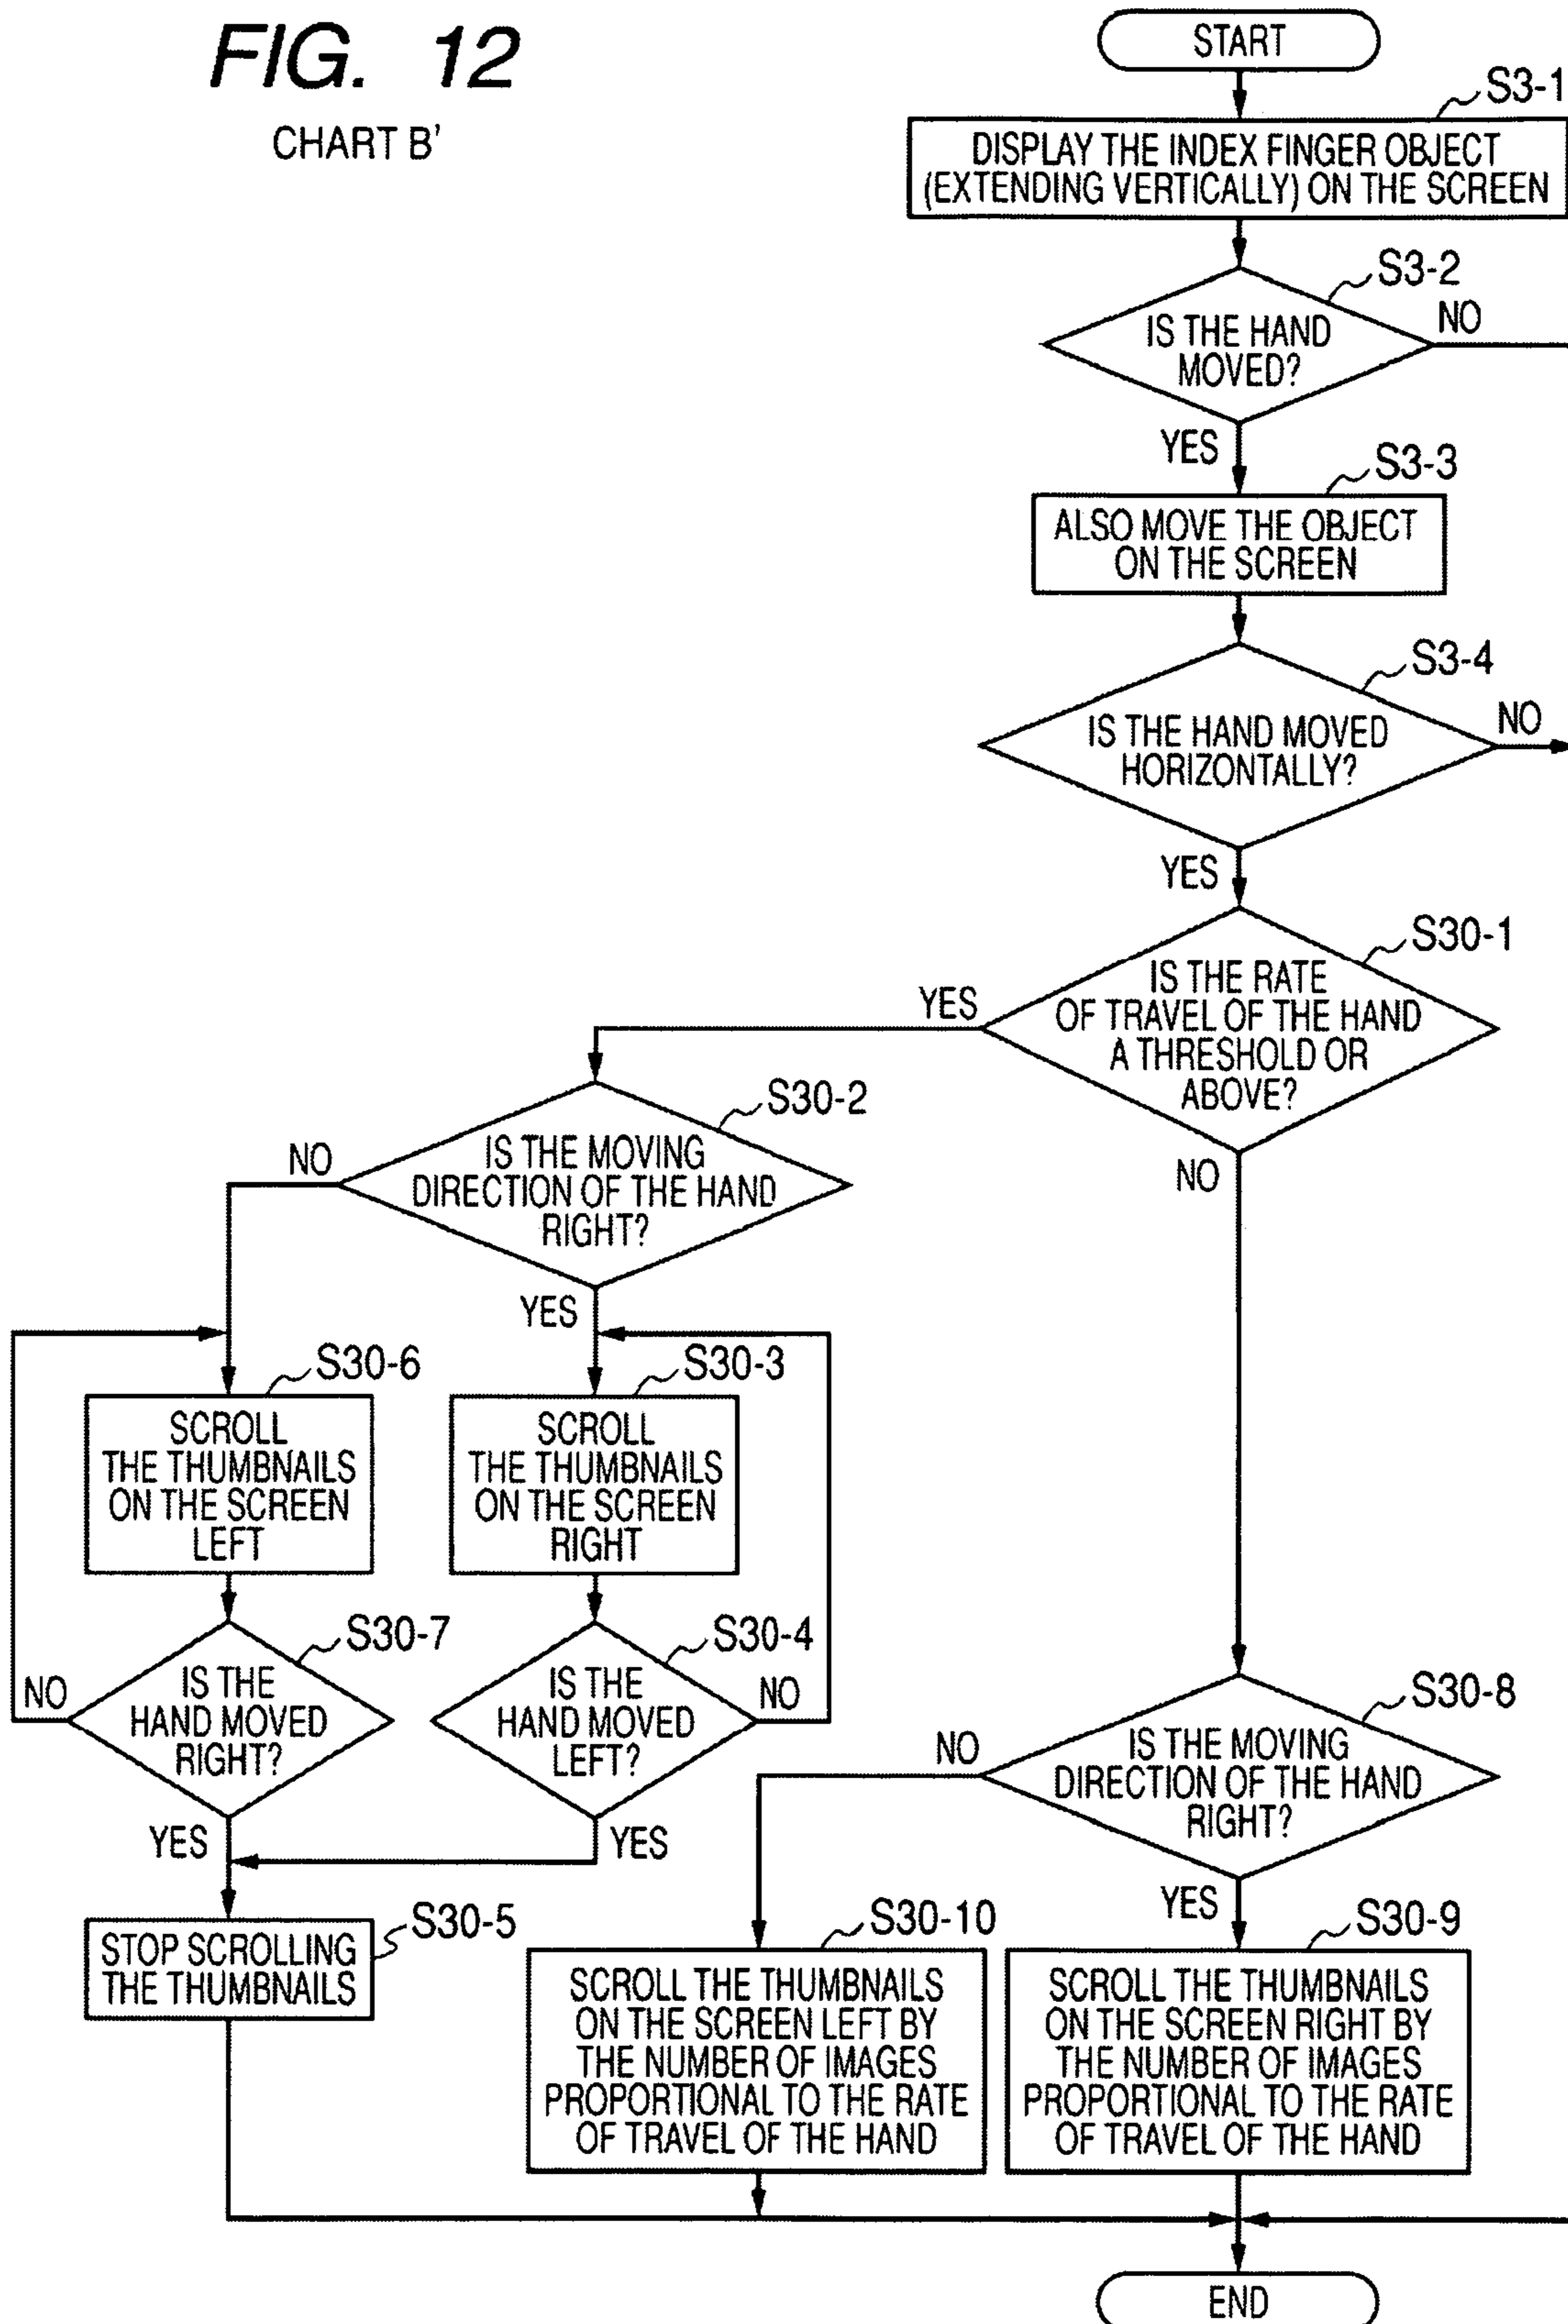 FIG. 12
CHART B'
START
S3-1
DISPLAY THE INDEX FINGER OBJECT
(EXTENDING VERTICALLY) ON THE SCREEN
S3-2
IS THE HAND
MOVED?
NO
YES
S3-3
ALSO MOVE THE OBJECT
ON THE SCREEN
S3-4
IS THE HAND MOVED
HORIZONTALLY?
NO
YES
S30-1
IS THE RATE
OF TRAVEL OF THE HAND
A THRESHOLD OR
ABOVE?
YES
NO
S30-2
IS THE MOVING
DIRECTION OF THE HAND
RIGHT?
NO
YES
S30-6
SCROLL
THE THUMBNAILS
ON THE SCREEN
LEFT
S30-3
SCROLL
THE THUMBNAILS
ON THE SCREEN
RIGHT
S30-7
IS THE
HAND MOVED
RIGHT?
NO
YES
S30-4
IS THE
HAND MOVED
LEFT?
NO
YES
S30-5
STOP SCROLLING
THE THUMBNAILS
S30-8
IS THE MOVING
DIRECTION OF THE HAND
RIGHT?
NO
YES
S30-10
SCROLL THE THUMBNAILS
ON THE SCREEN LEFT BY
THE NUMBER OF IMAGES
PROPORTIONAL TO THE RATE
OF TRAVEL OF THE HAND
S30-9
SCROLL THE THUMBNAILS
ON THE SCREEN RIGHT BY
THE NUMBER OF IMAGES
PROPORTIONAL TO THE RATE
OF TRAVEL OF THE HAND
END